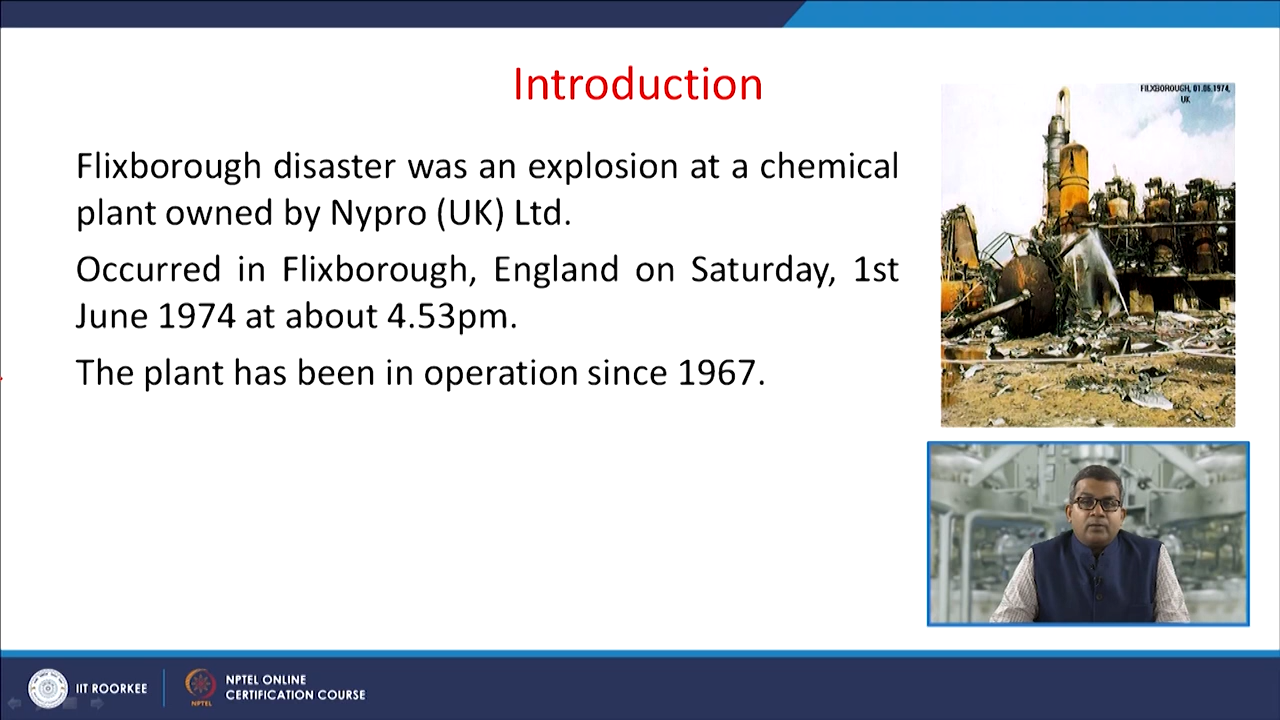 Introduction
FLIXBOROUGH, 01.06.1974,
UK
Flixborough disaster was an explosion at a chemical
plant owned by Nypro (UK) Ltd.
Occurred in Flixborough, England on Saturday, 1st
June 1974 at about 4.53pm.
The plant has been in operation since 1967.
IIT ROORKEE
NPTEL
NPTEL ONLINE
CERTIFICATION COURSE